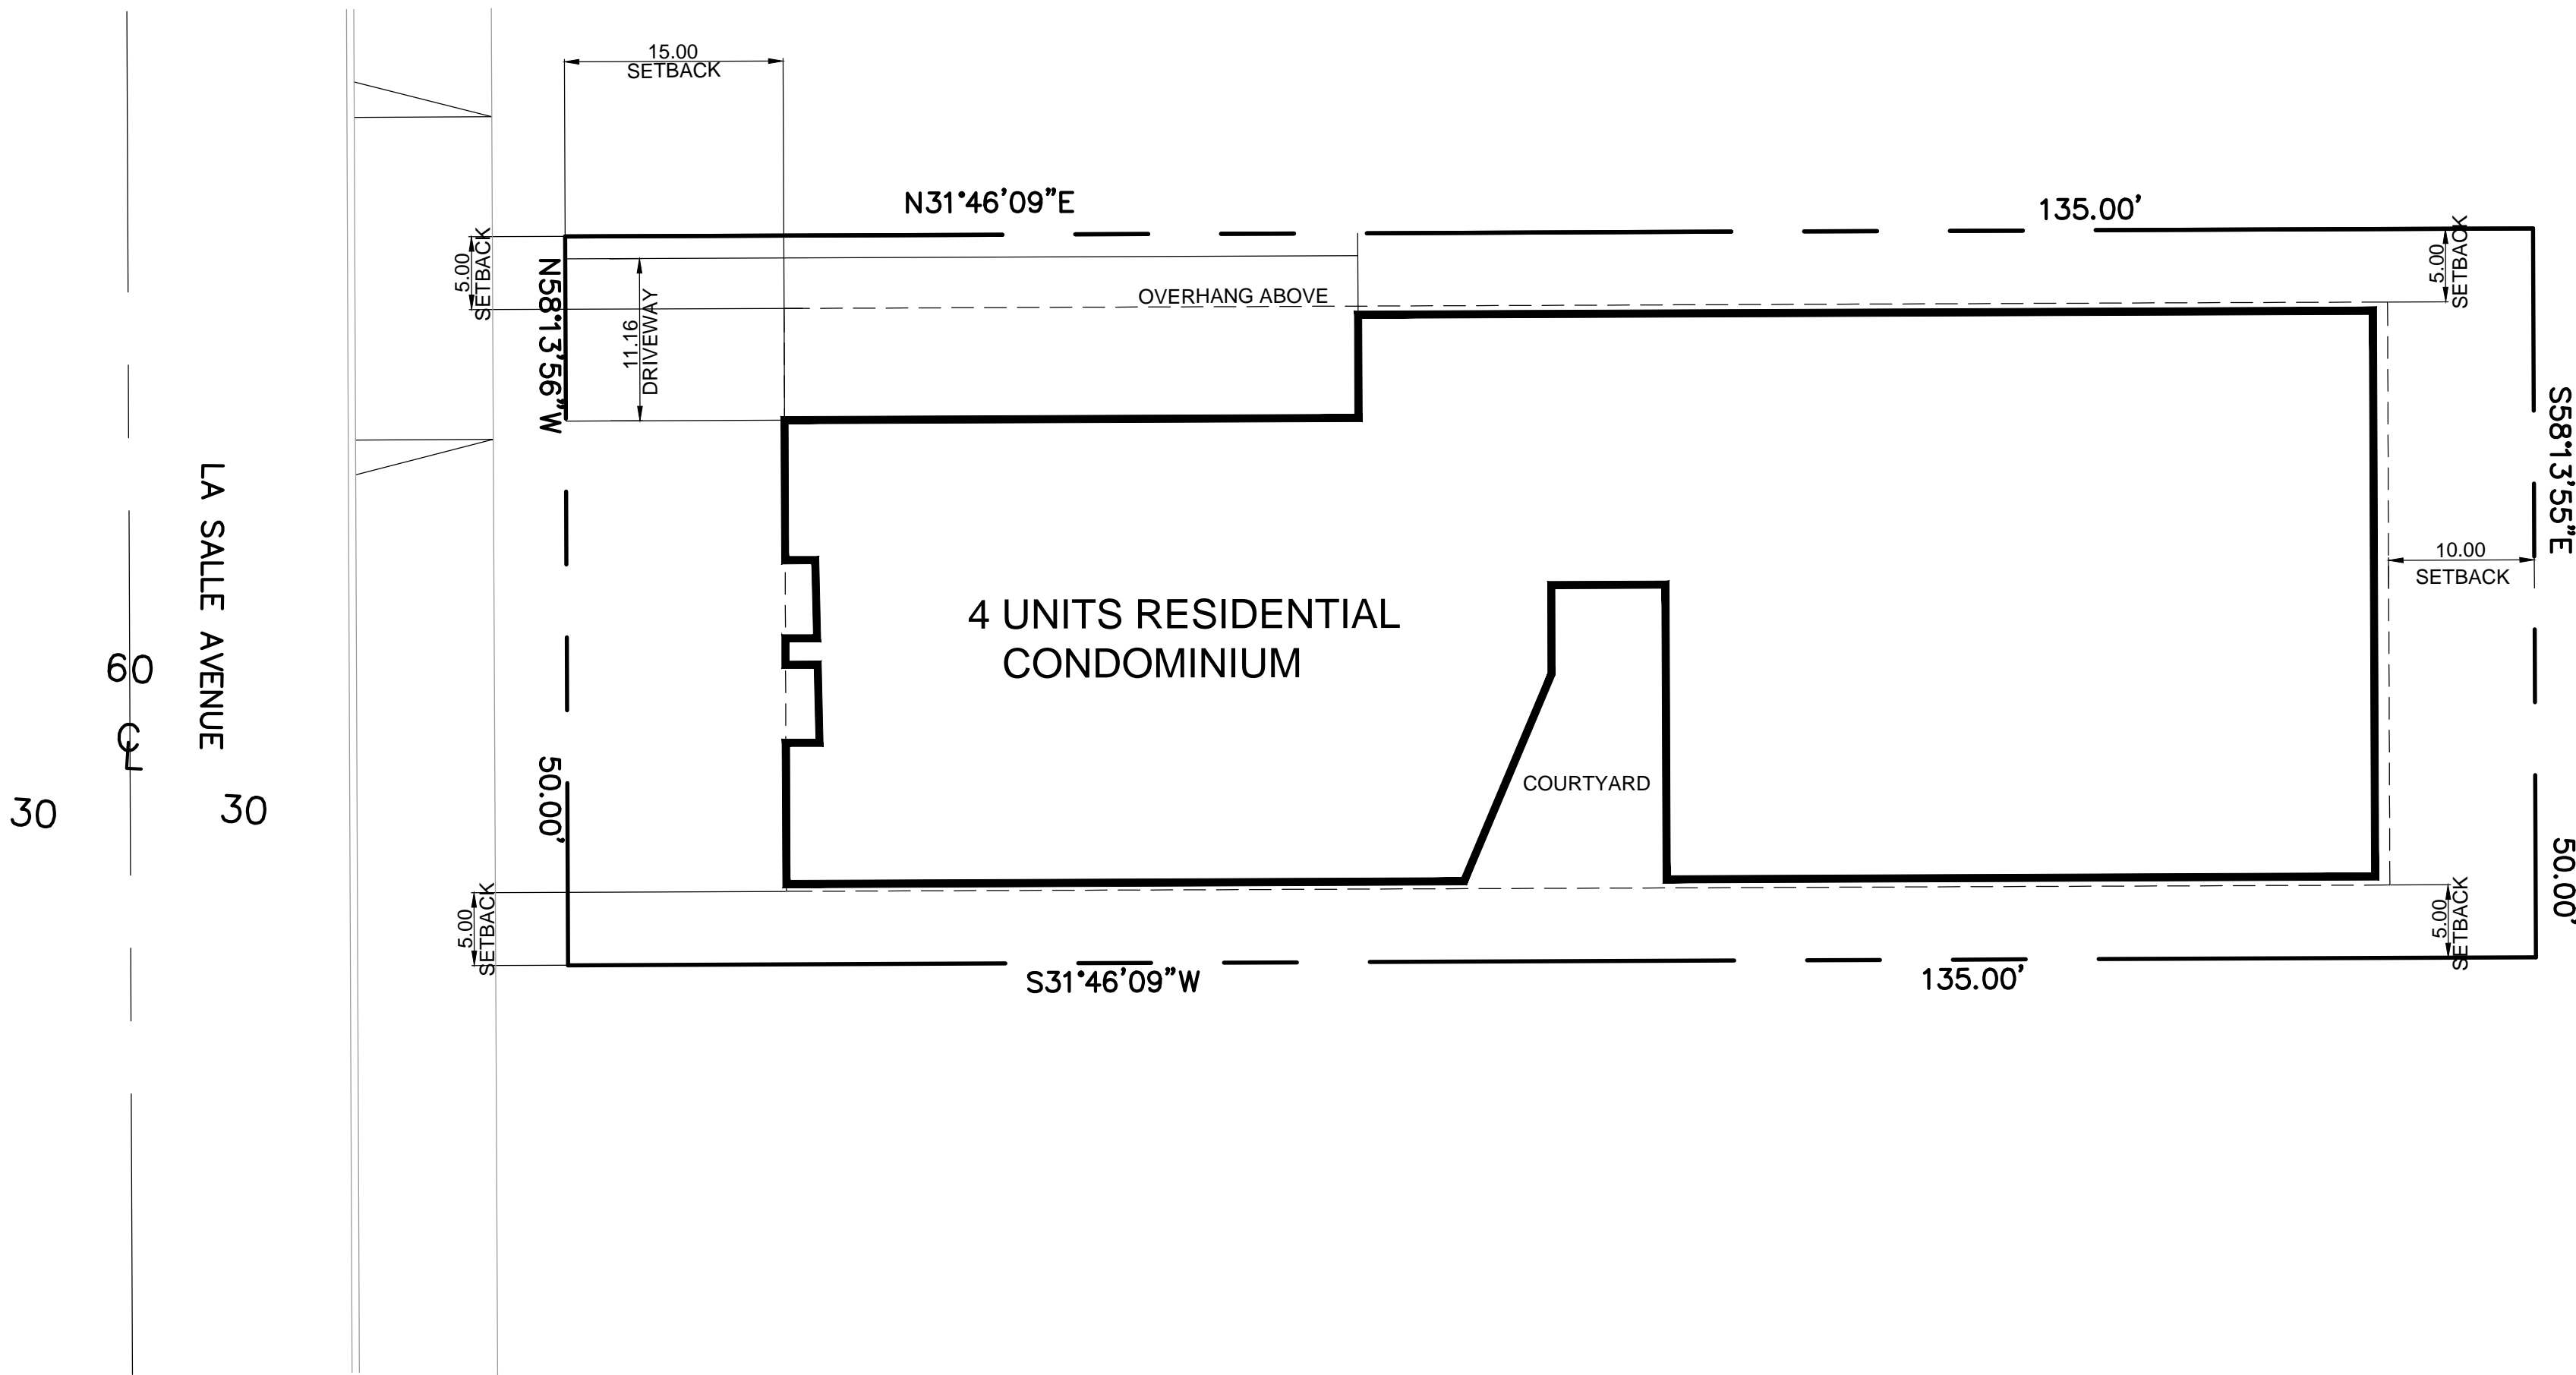 15.00
SETBACK
N31°46'09"E
135.00'
5.00
SETBACK
5.00
SETBACK
N58°13'56"W
OVERHANG ABOVE
11.16
DRIVEWAY
S58°13'55"E
LA SALLE AVENUE
10.00
SETBACK
4 UNITS RESIDENTIAL
CONDOMINIUM
60
CL
COURTYARD
30
30
50.00'
50.00'
5.00
SETBACK
5.00
SETBACK
S31°46'09"W
135.00'